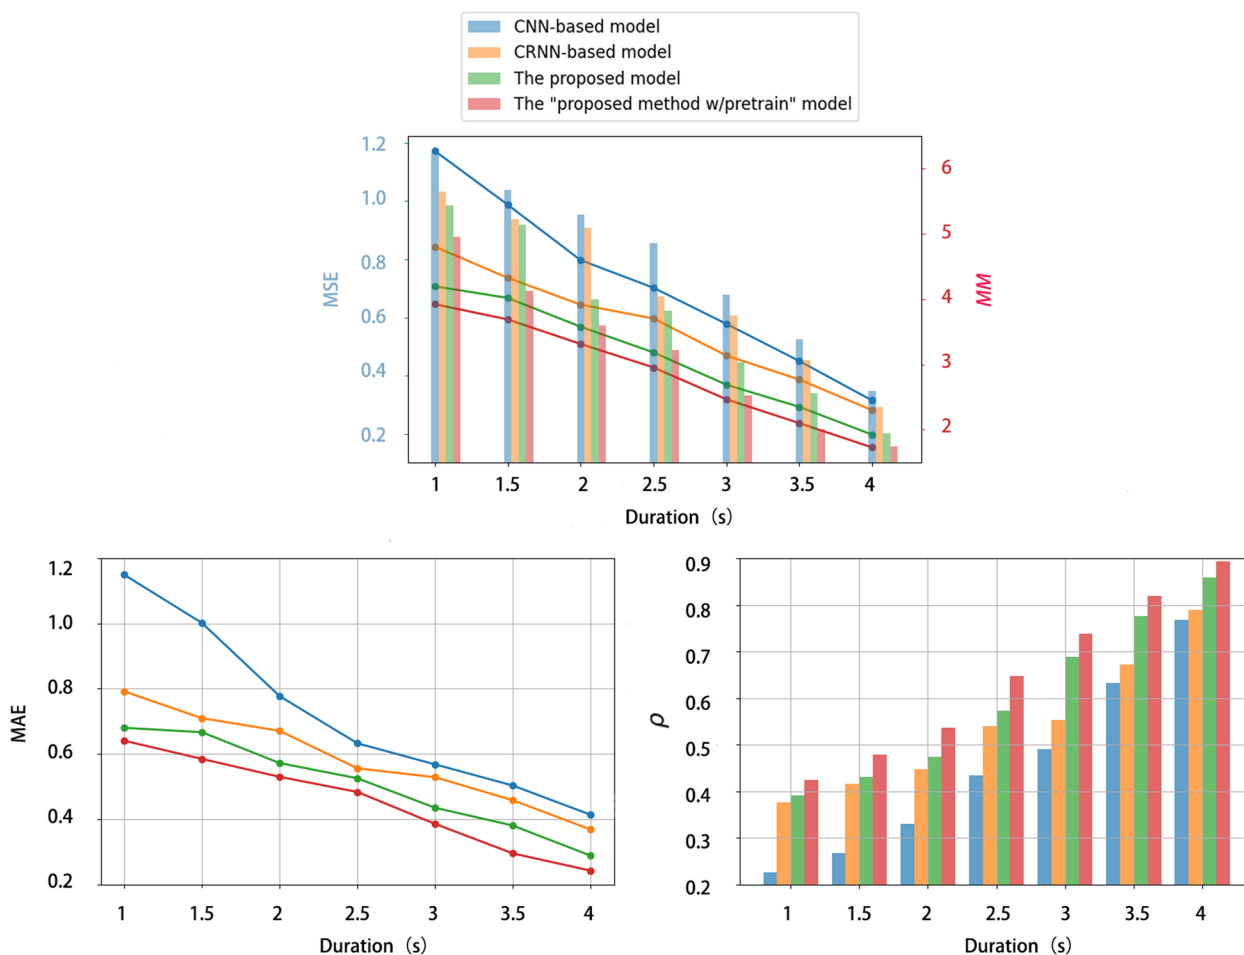 CNN-based model
CRNN-based model
The proposed model
The "proposed method w/pretrain" model
1.2
1.0
0.8
0.6
0.4
0.2
MSE
6
5
4
3
2
MM
1 1.5 2 2.5 3 3.5 4
Duration (s)
1.2
1.0
0.8
0.6
0.4
0.2
MAE
1 1.5 2 2.5 3 3.5 4
Duration (s)
0.9
0.8
0.7
0.6
0.5
0.4
0.3
0.2
ρ
1 1.5 2 2.5 3 3.5 4
Duration (s)